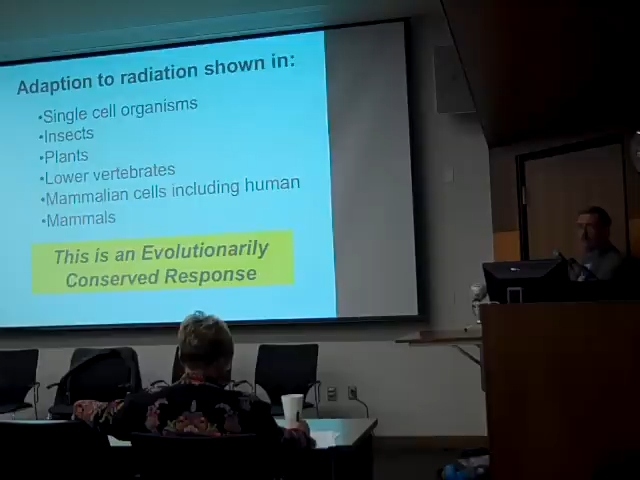 Adaption to radiation shown in:
•Single cell organisms
•Insects
•Plants
•Lower vertebrates
•Mammalian cells including human
•Mammals
This is an Evolutionarily
Conserved Response